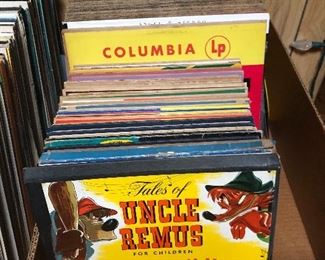 COLUMBIA Lp
Tales of
UNCLE
REMUS
FOR CHILDREN